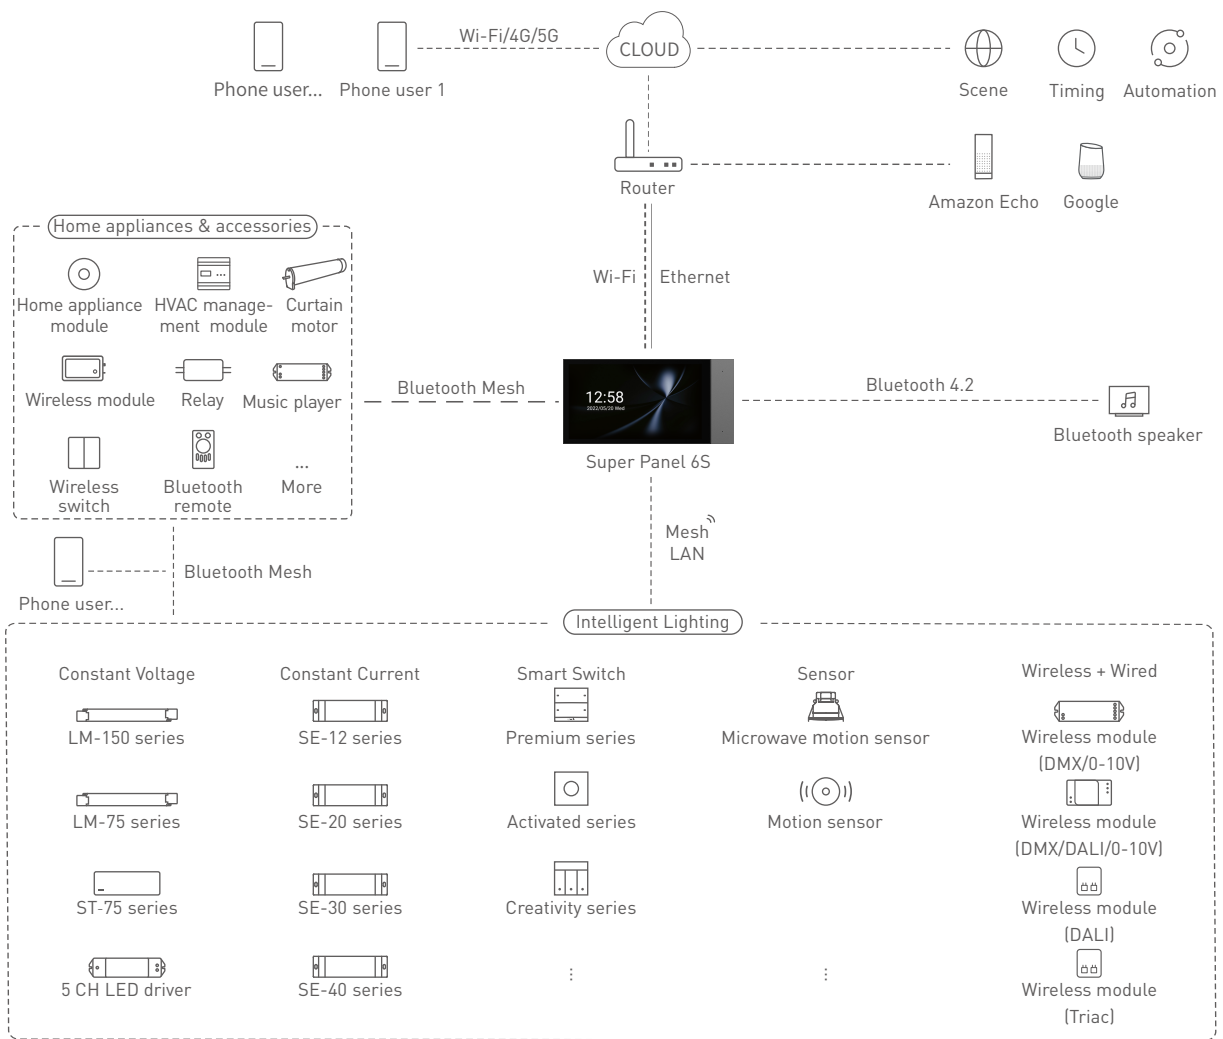 Wi-Fi/4G/5G
CLOUD
Phone user...
Phone user 1
Scene
Timing
Automation
Router
Amazon Echo
Google
Home appliances & accessories
Wi-Fi
Ethernet
Home appliance
module
HVAC manage-
ment module
Curtain
motor
Wireless module
Relay
Music player
Wireless
switch
Bluetooth
remote
...
More
Bluetooth Mesh
12:58
2022/05/20 Wed
Super Panel 6S
Bluetooth 4.2
Bluetooth speaker
Mesh
LAN
Phone user...
Bluetooth Mesh
Intelligent Lighting
Constant Voltage
Constant Current
Smart Switch
Sensor
Wireless + Wired
LM-150 series
SE-12 series
Premium series
Microwave motion sensor
Wireless module
(DMX/0-10V)
LM-75 series
SE-20 series
Activated series
Motion sensor
Wireless module
(DMX/DALI/0-10V)
ST-75 series
SE-30 series
Creativity series
Wireless module
(DALI)
5 CH LED driver
SE-40 series
⋮
⋮
Wireless module
(Triac)